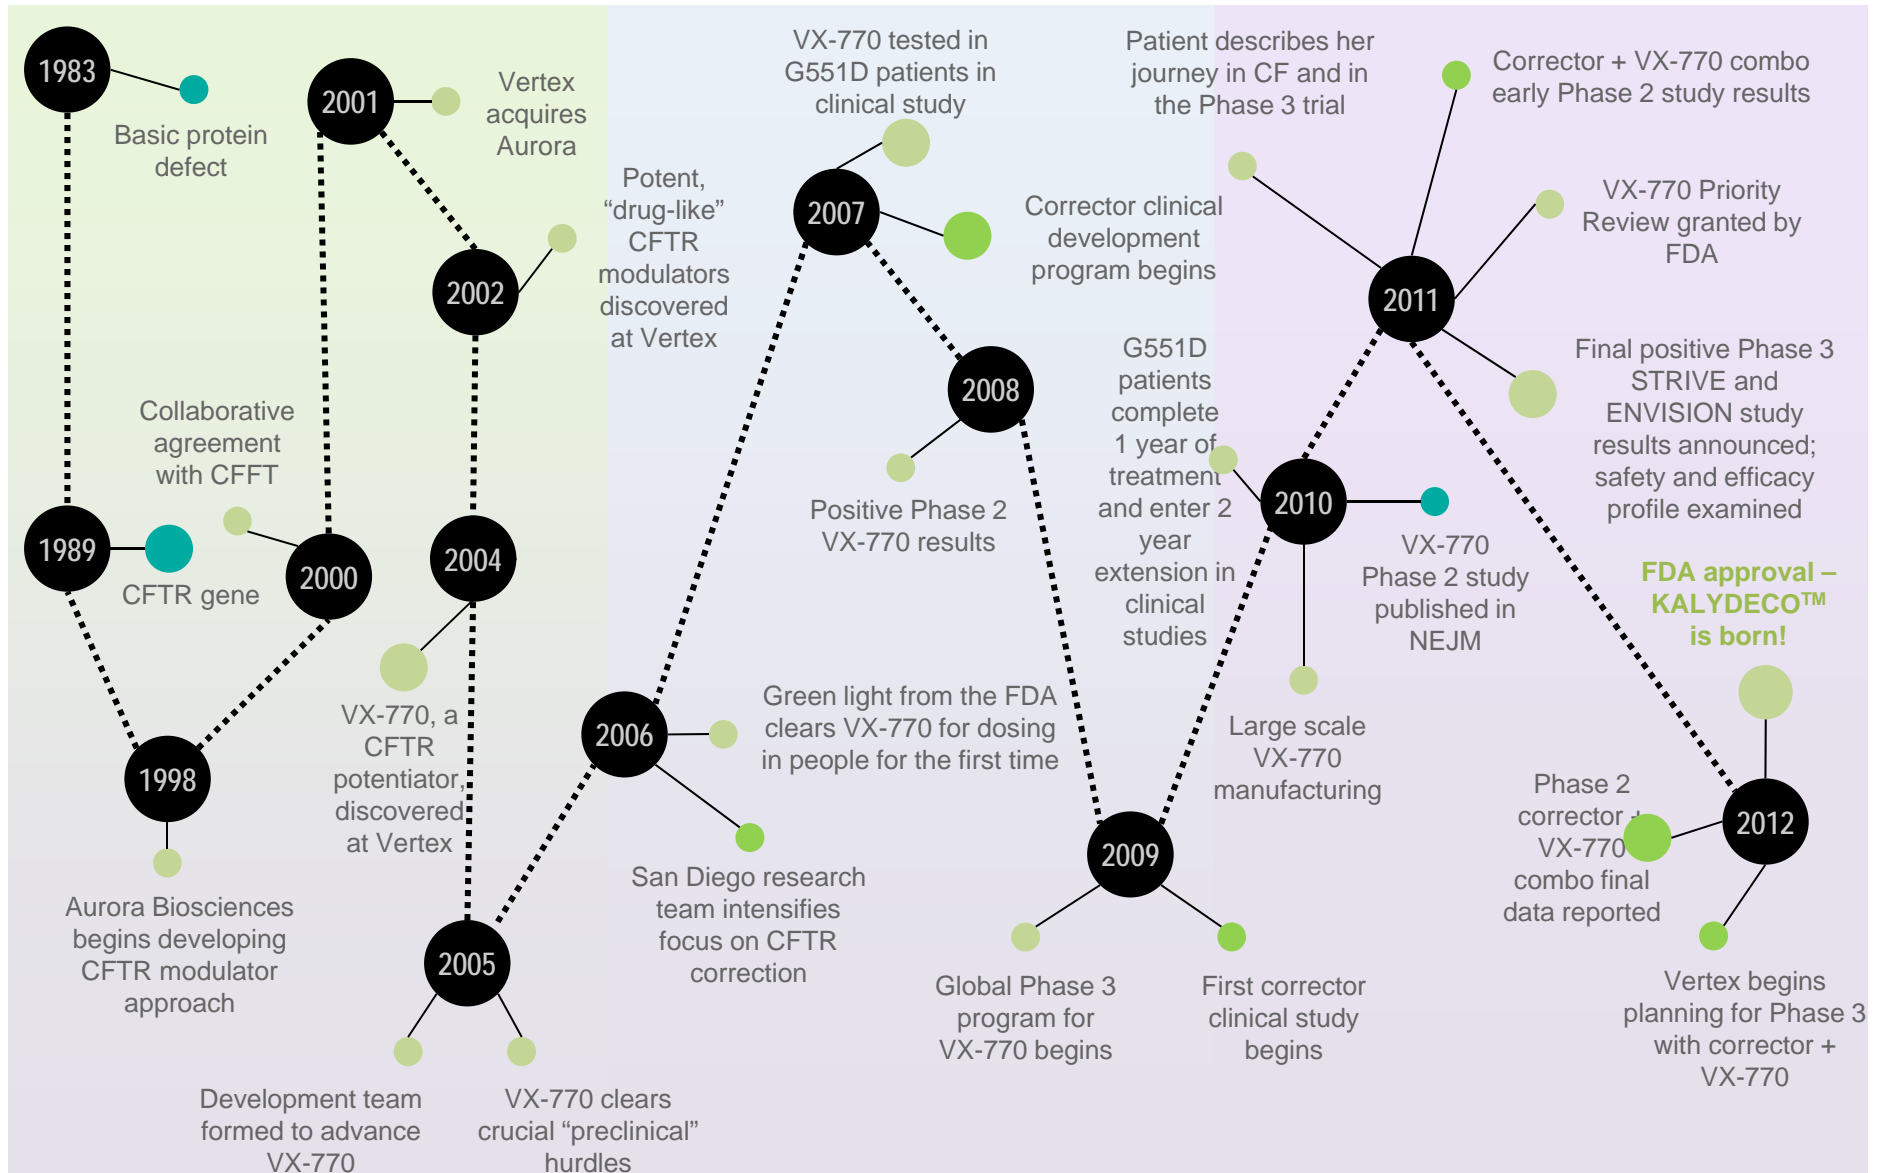 1983
Basic protein
defect
1989
CFTR gene
1998
Aurora Biosciences
begins developing
CFTR modulator
approach
2000
Collaborative
agreement
with CFFT
2001
Vertex
acquires
Aurora
2002
Potent,
“drug-like”
CFTR
modulators
discovered
at Vertex
2004
VX-770, a
CFTR
potentiator,
discovered
at Vertex
2005
Development team
formed to advance
VX-770
VX-770 clears
crucial “preclinical”
hurdles
2006
Green light from the FDA
clears VX-770 for dosing
in people for the first time
San Diego research
team intensifies
focus on CFTR
correction
2007
VX-770 tested in
G551D patients in
clinical study
Corrector clinical
development
program begins
2008
Positive Phase 2
VX-770 results
2009
Global Phase 3
program for
VX-770 begins
First corrector
clinical study
begins
2010
G551D
patients
complete
1 year of
treatment
and enter 2
year
extension in
clinical
studies
VX-770
Phase 2 study
published in
NEJM
Large scale
VX-770
manufacturing
2011
Patient describes her
journey in CF and in
the Phase 3 trial
Corrector + VX-770 combo
early Phase 2 study results
VX-770 Priority
Review granted by
FDA
Final positive Phase 3
STRIVE and
ENVISION study
results announced;
safety and efficacy
profile examined
2012
FDA approval –
KALYDECO™
is born!
Phase 2
corrector +
VX-770
combo final
data reported
Vertex begins
planning for Phase 3
with corrector +
VX-770